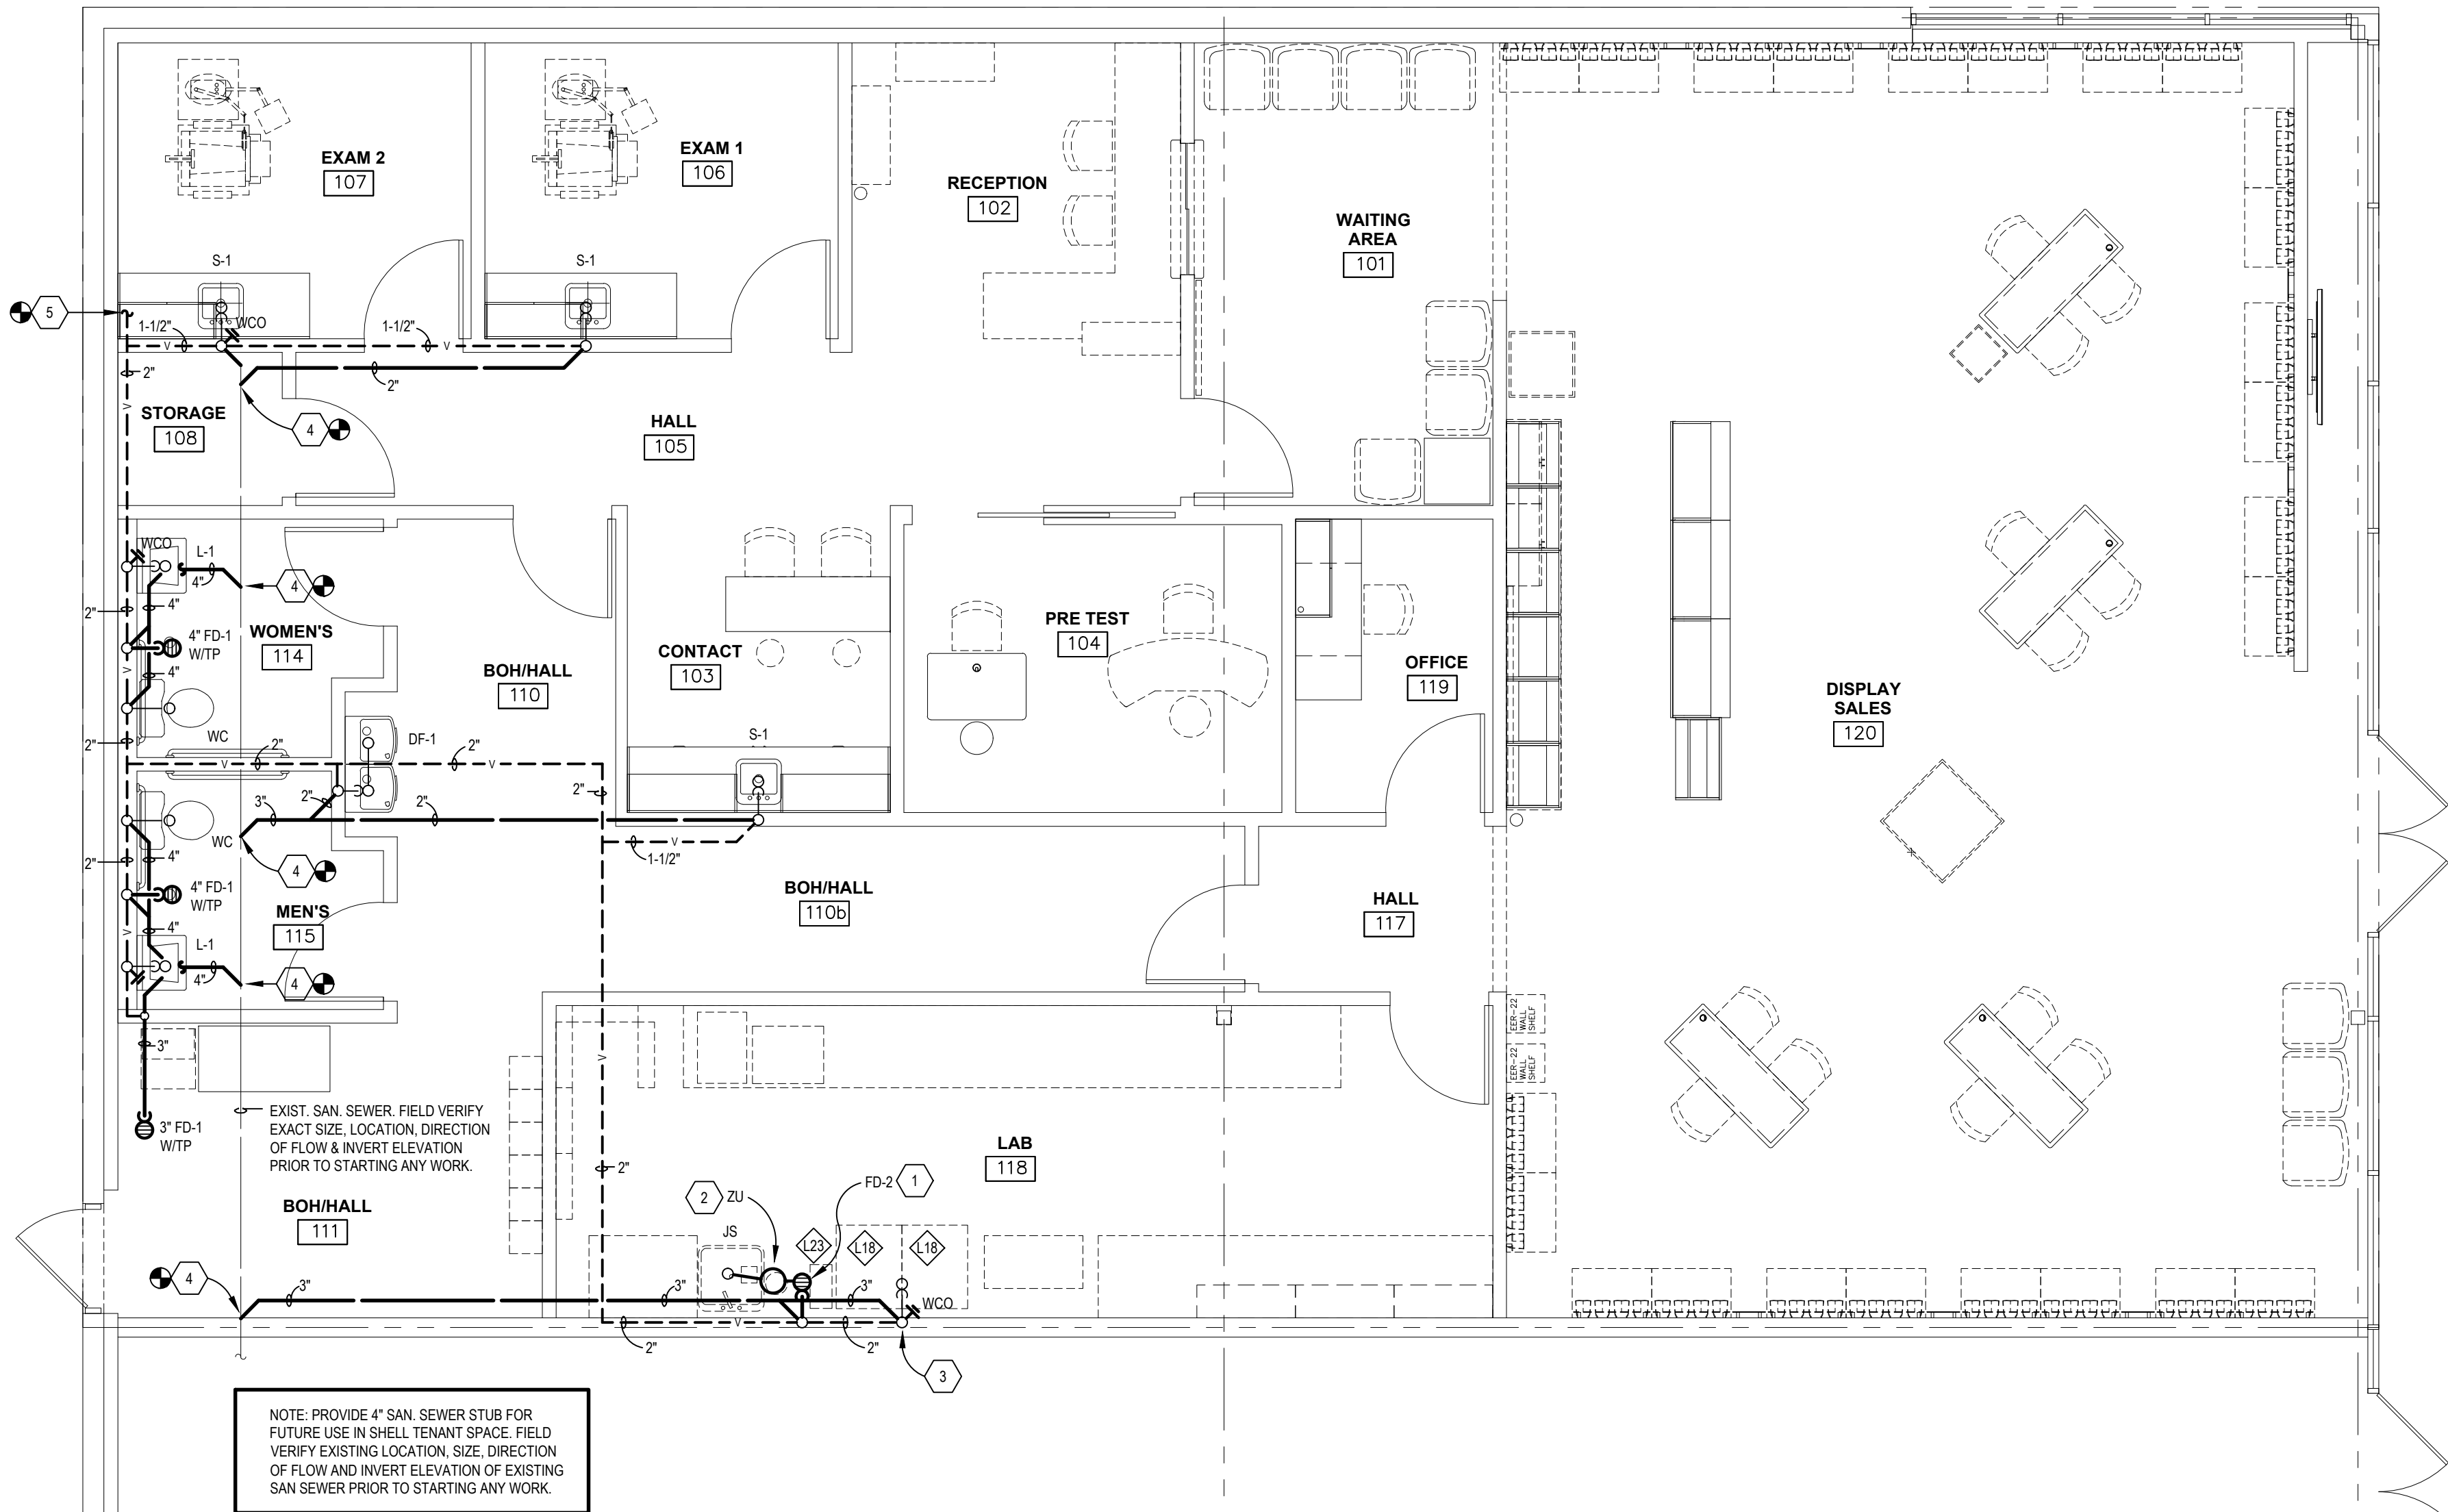 EXAM 2
107
EXAM 1
106
RECEPTION
102
WAITING
AREA
101
S-1
S-1
5
WCO
1-1/2"
V
1-1/2"
V
2"
2"
V
STORAGE
108
4
HALL
105
WCO
L-1
4"
4
2"
4"
4" FD-1
W/TP
WOMEN'S
114
V
4"
BOH/HALL
110
CONTACT
103
PRE TEST
104
OFFICE
119
DISPLAY
SALES
120
WC
2"
DF-1
S-1
V
2"
2"
V
2"
3"
2"
2"
WC
V
1-1/2"
2"
4"
4
4" FD-1
W/TP
BOH/HALL
110b
HALL
117
MEN'S
115
V
4"
L-1
4"
4
3"
EER-22
WALL
SHELF
EER-22
WALL
SHELF
V
3" FD-1
W/TP
EXIST. SAN. SEWER. FIELD VERIFY
EXACT SIZE, LOCATION, DIRECTION
OF FLOW & INVERT ELEVATION
PRIOR TO STARTING ANY WORK.
LAB
118
2"
FD-2
1
2
ZU
BOH/HALL
111
JS
L23
L18
L18
4
3"
3"
3"
WCO
V
2"
2"
3
NOTE: PROVIDE 4" SAN. SEWER STUB FOR
FUTURE USE IN SHELL TENANT SPACE. FIELD
VERIFY EXISTING LOCATION, SIZE, DIRECTION
OF FLOW AND INVERT ELEVATION OF EXISTING
SAN SEWER PRIOR TO STARTING ANY WORK.